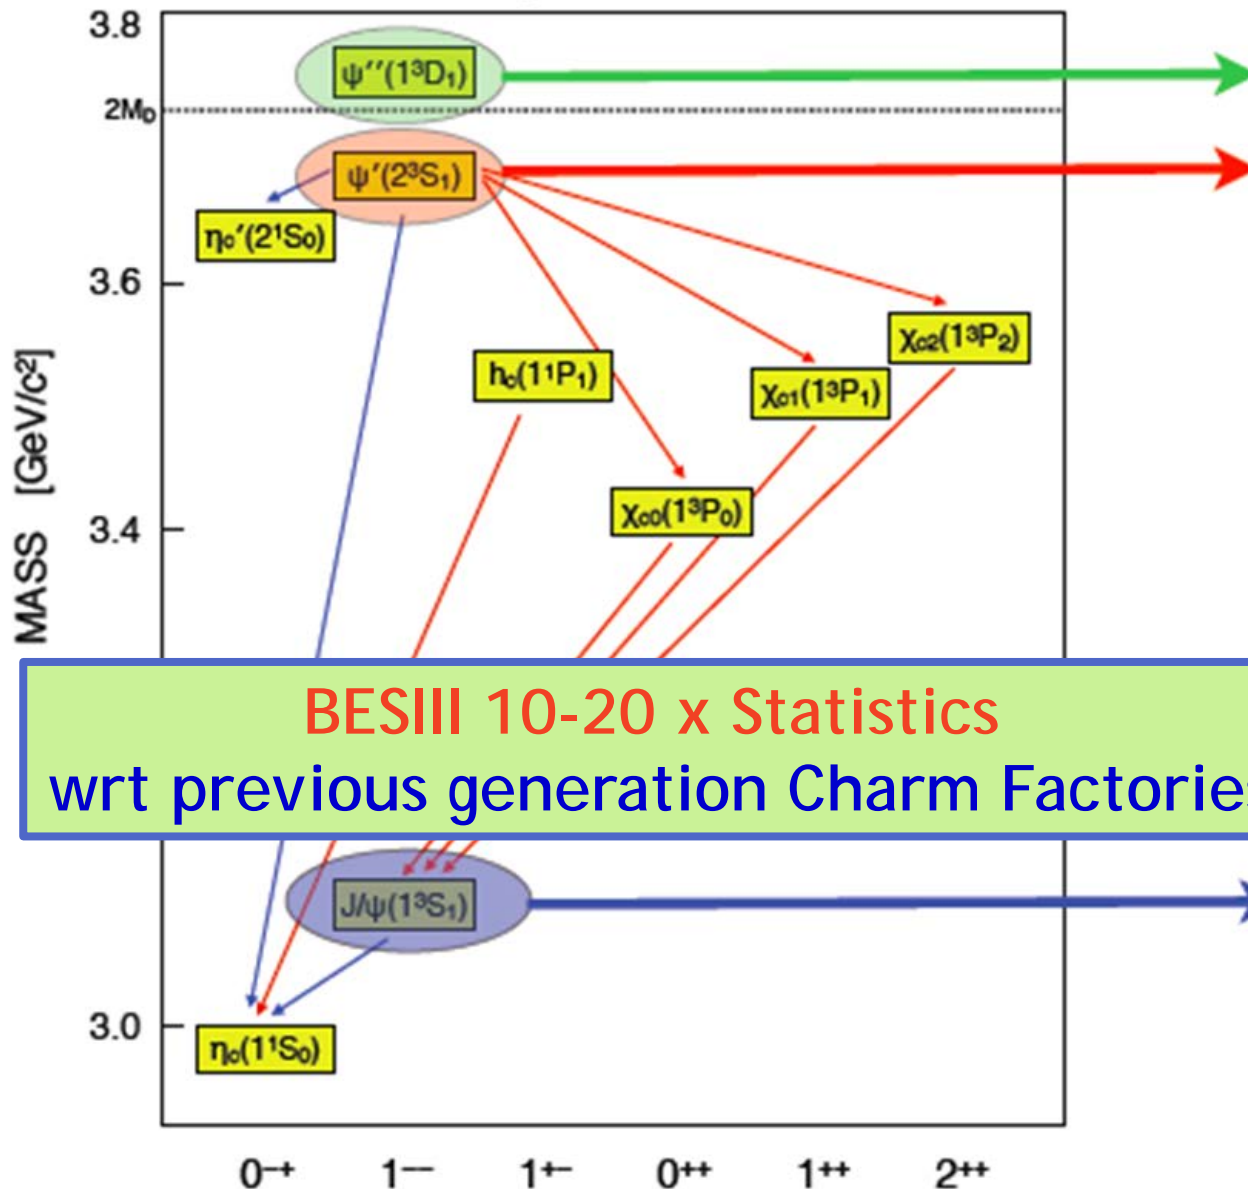 3.8
ψ′′(1³D₁)
2M_D
ψ′(2³S₁)
η_c′(2¹S₀)
3.6
χ_c2(1³P₂)
h_c(1¹P₁)
χ_c1(1³P₁)
χ_c0(1³P₀)
3.4
MASS [GeV/c²]
BESIII 10-20 x Statistics
wrt previous generation Charm Factories
J/ψ(1³S₁)
3.0
η_c(1¹S₀)
0⁻⁺ 1⁻⁻ 1⁺⁻ 0⁺⁺ 1⁺⁺ 2⁺⁺